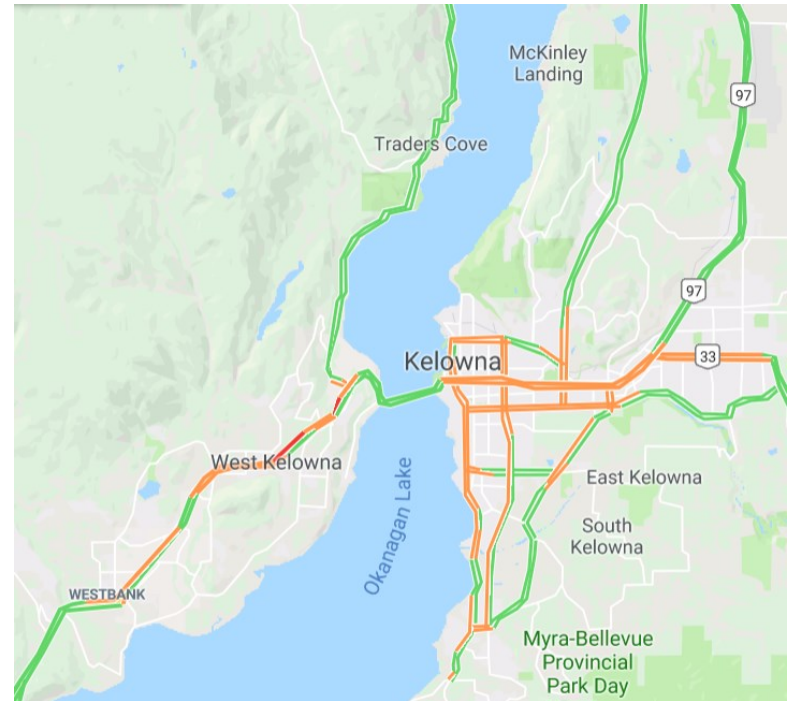 McKinley
Landing
97
Traders Cove
97
Kelowna
33
West Kelowna
East Kelowna
Okanagan Lake
South
Kelowna
WESTBANK
Myra-Bellevue
Provincial
Park Day